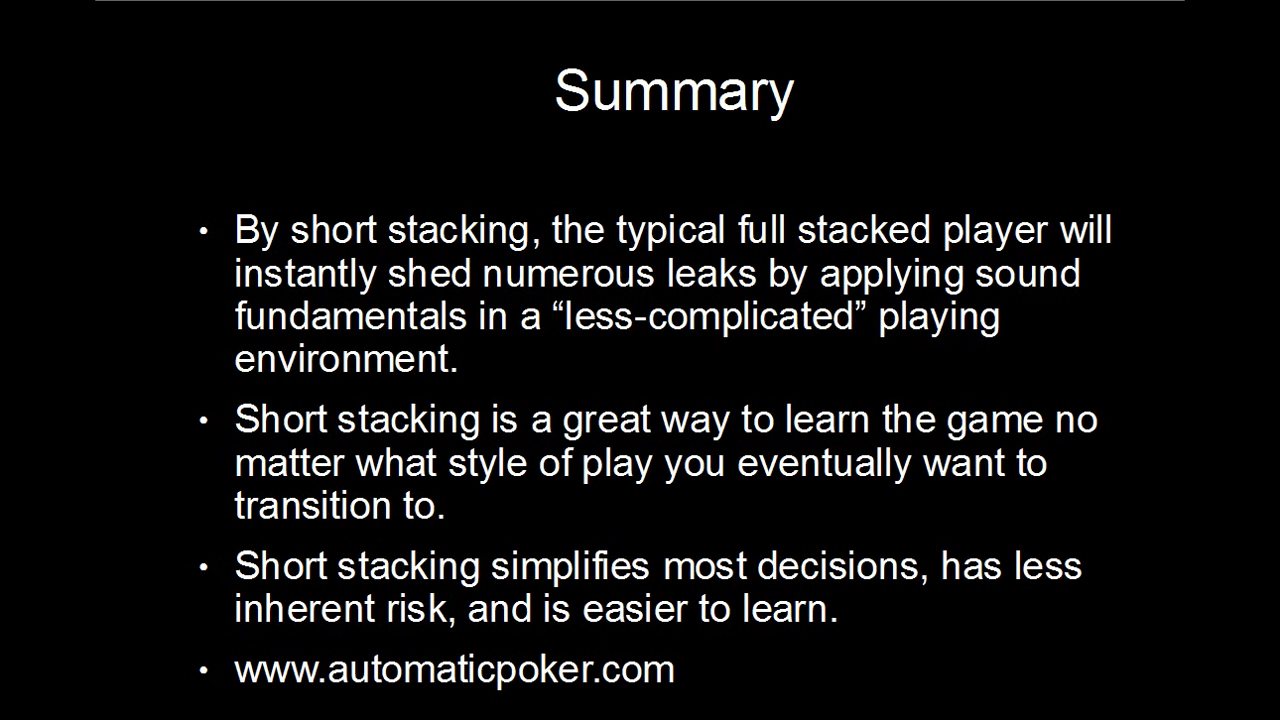 Summary
• By short stacking, the typical full stacked player will
instantly shed numerous leaks by applying sound
fundamentals in a “less-complicated” playing
environment.
• Short stacking is a great way to learn the game no
matter what style of play you eventually want to
transition to.
• Short stacking simplifies most decisions, has less
inherent risk, and is easier to learn.
• www.automaticpoker.com